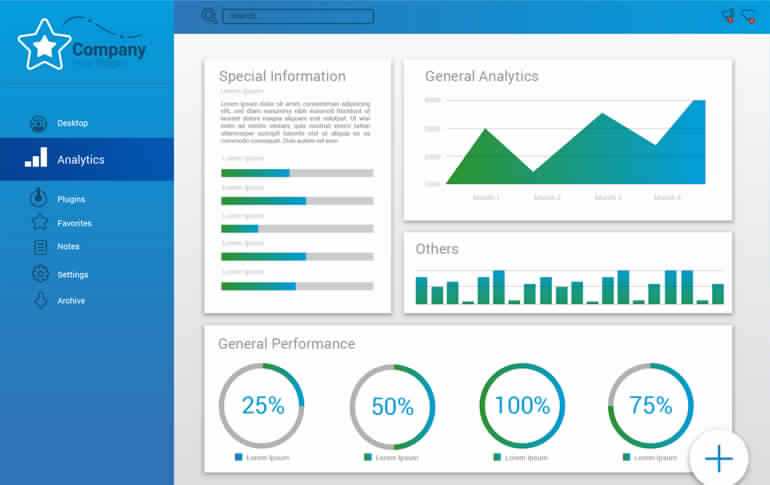 Company
Your Slogan
Search...
Desktop
Analytics
Plugins
Favorites
Notes
Settings
Archive
Special Information
Lorem Ipsum
Lorem ipsum dolor sit amet, consectetuer adipiscing
elit, sed diam nonummy nibh euismod tincidunt ut
laoreet dolore magna aliquam erat volutpat. Ut wisi
enim ad minim veniam, quis nostrud exerci tation
ullamcorper suscipit lobortis nisl ut aliquip ex ea
commodo consequat. Duis autem vel eum.
Lorem Ipsum
Lorem Ipsum
Lorem Ipsum
Lorem Ipsum
Lorem Ipsum
General Analytics
Month 1
Month 2
Month 3
Month 4
Others
General Performance
25%
50%
100%
75%
Lorem Ipsum
Lorem Ipsum
Lorem Ipsum
Lorem Ipsum